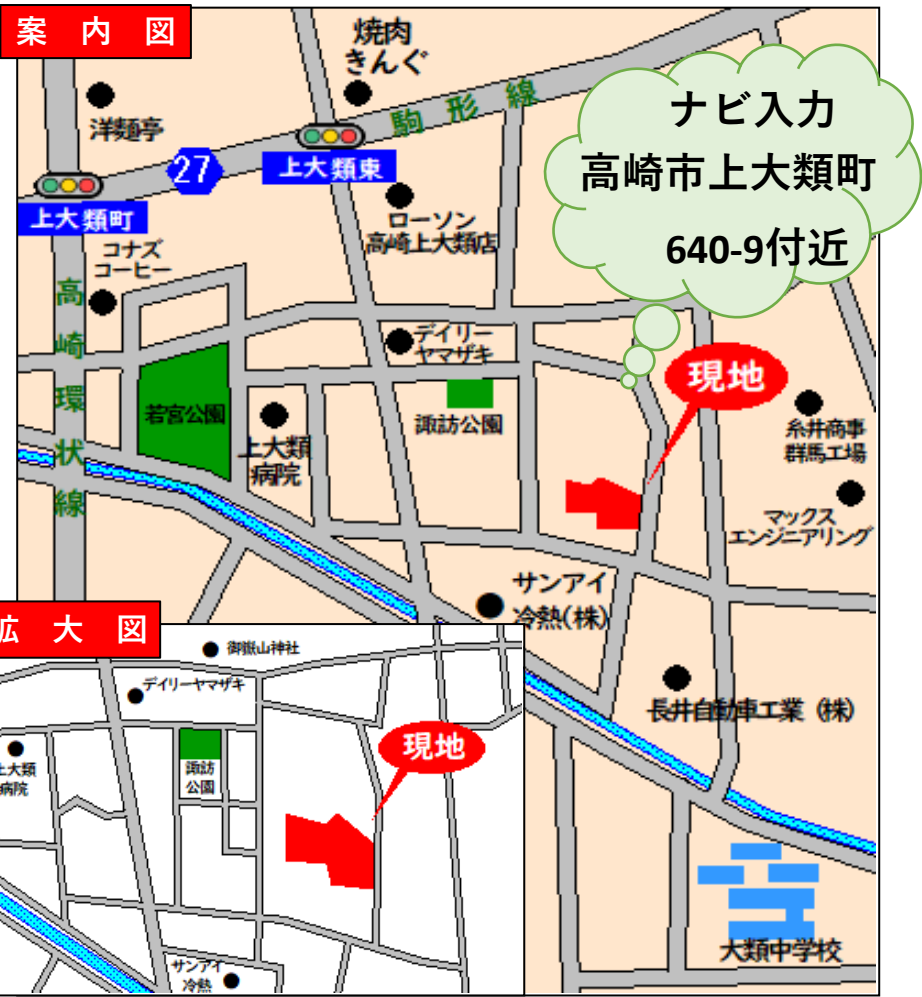 案内図
焼肉
きんぐ
洋麺亭
駒形線
ナビ入力
高崎市上大類町
640-9付近
27
上大類東
上大類町
ローソン
高崎上大類店
コナズ
コーヒー
高崎環状線
デイリー
ヤマザキ
現地
若宮公園
諏訪公園
上大類
病院
糸井商事
群馬工場
マックス
エンジニアリング
サンアイ
冷熱(株)
長井自動車工業(株)
大類中学校
拡大図
御嶽山神社
デイリーヤマザキ
現地
上大類
病院
諏訪
公園
サンアイ
冷熱